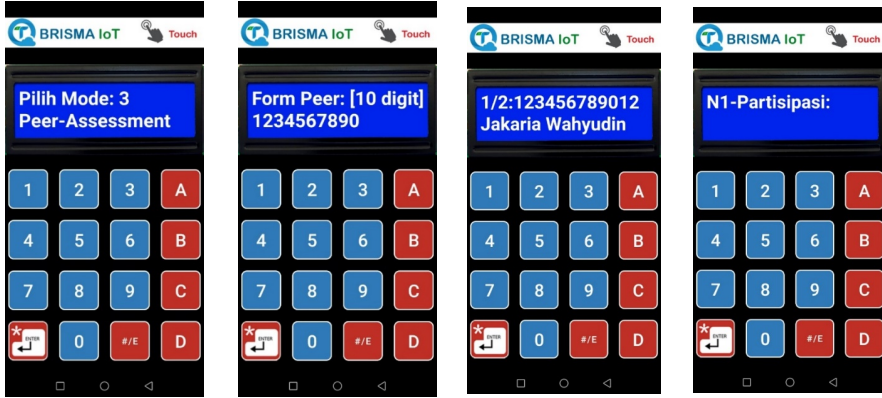 BRISMA IoT Touch
Pilih Mode: 3
Peer-Assessment
1 2 3 A
4 5 6 B
7 8 9 C
* ENTER 0 #/E D
BRISMA IoT Touch
Form Peer: [10 digit]
1234567890
1 2 3 A
4 5 6 B
7 8 9 C
* ENTER 0 #/E D
BRISMA IoT Touch
1/2:123456789012
Jakaria Wahyudin
1 2 3 A
4 5 6 B
7 8 9 C
* ENTER 0 #/E D
BRISMA IoT Touch
N1-Partisipasi:
1 2 3 A
4 5 6 B
7 8 9 C
* ENTER 0 #/E D